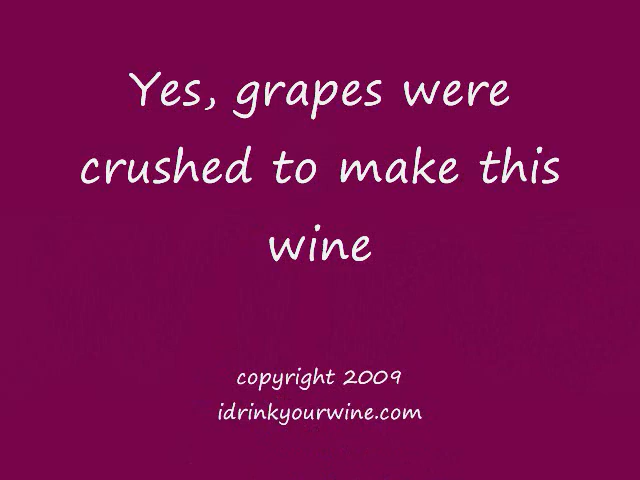 Yes, grapes were
crushed to make this
wine
copyright 2009
idrinkyourwine.com